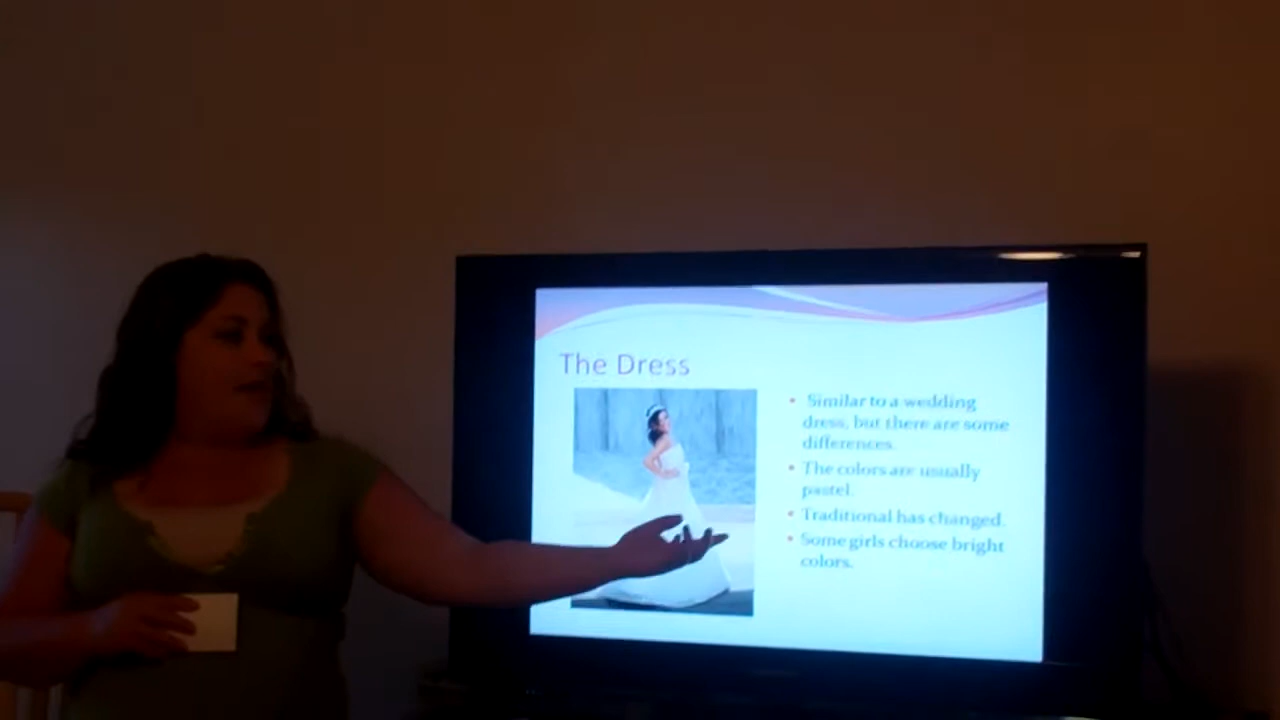 The Dress
Similar to a wedding
dress, but there are some
differences.
The colors are usually
pastel.
Traditional has changed.
Some girls choose bright
colors.